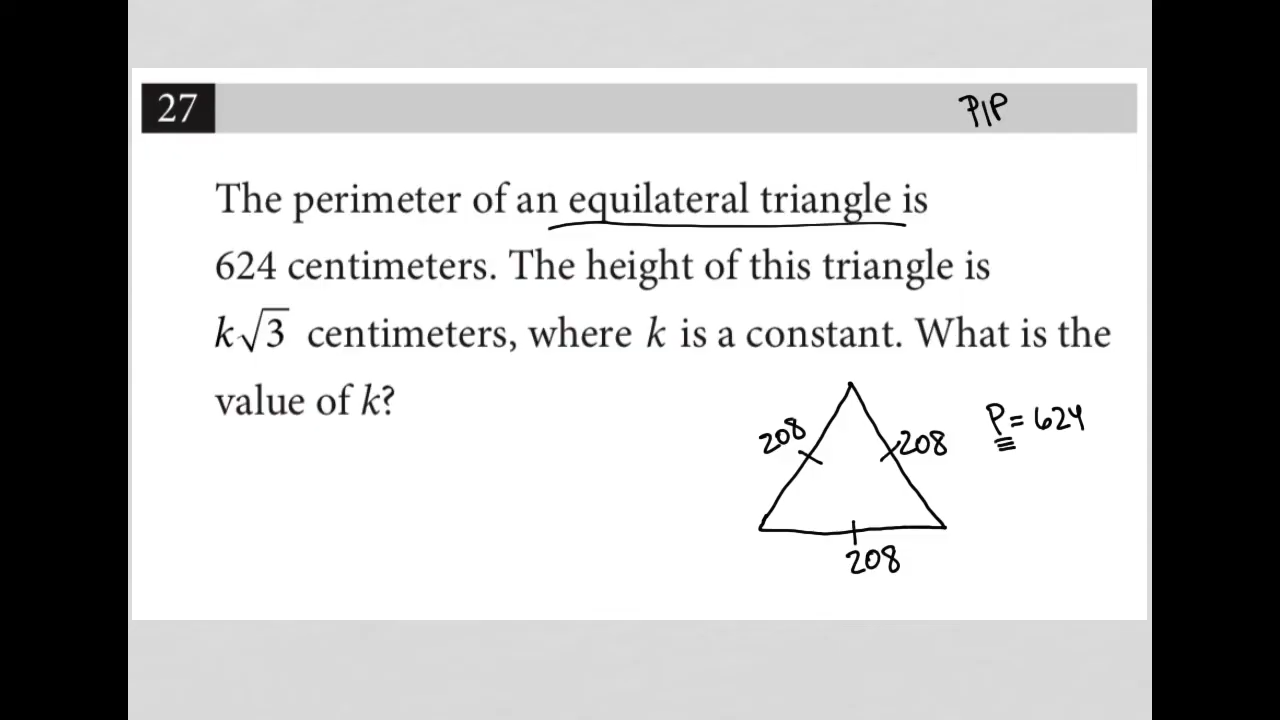 27
P/P
The perimeter of an equilateral triangle is
624 centimeters. The height of this triangle is
k√3 centimeters, where k is a constant. What is the
value of k?
P = 624
208
208
208